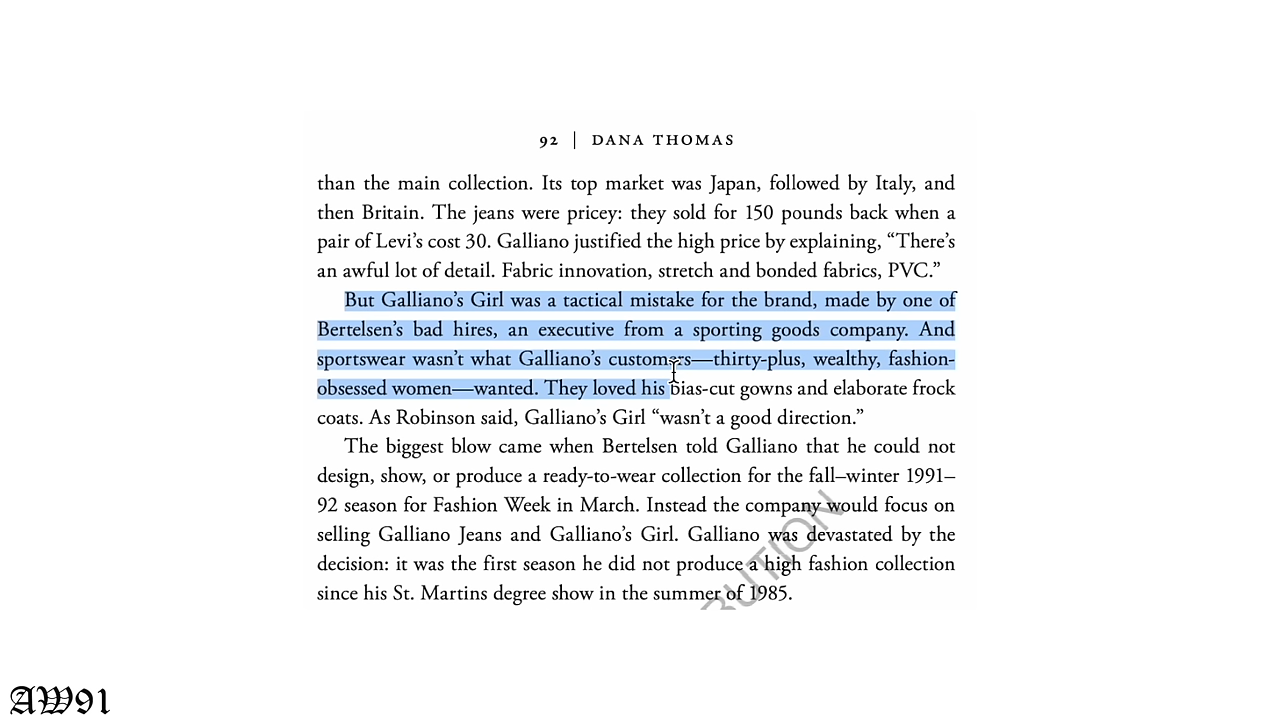 92 | DANA THOMAS
than the main collection. Its top market was Japan, followed by Italy, and
then Britain. The jeans were pricey: they sold for 150 pounds back when a
pair of Levi’s cost 30. Galliano justified the high price by explaining, “There’s
an awful lot of detail. Fabric innovation, stretch and bonded fabrics, PVC.”
But Galliano’s Girl was a tactical mistake for the brand, made by one of
Bertelsen’s bad hires, an executive from a sporting goods company. And
sportswear wasn’t what Galliano’s customers—thirty-plus, wealthy, fashion-
obsessed women—wanted. They loved his bias-cut gowns and elaborate frock
coats. As Robinson said, Galliano’s Girl “wasn’t a good direction.”
The biggest blow came when Bertelsen told Galliano that he could not
design, show, or produce a ready-to-wear collection for the fall–winter 1991–
92 season for Fashion Week in March. Instead the company would focus on
selling Galliano Jeans and Galliano’s Girl. Galliano was devastated by the
decision: it was the first season he did not produce a high fashion collection
since his St. Martins degree show in the summer of 1985.
BUTION
AW91